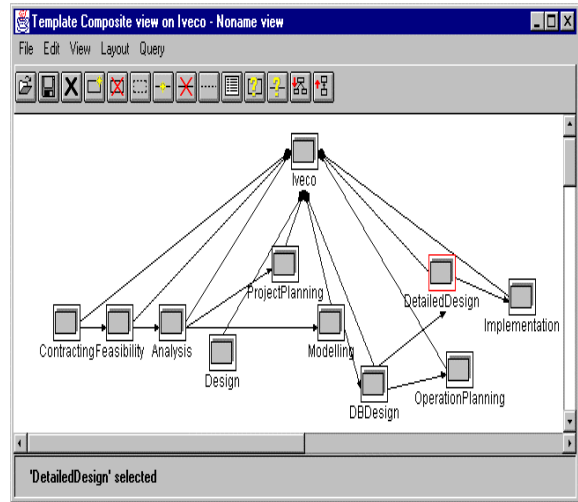 Template Composite view on Iveco - Noname view
File Edit View Layout Query
Iveco
ProjectPlanning
DetailedDesign
Contracting Feasibility Analysis
Modelling
Implementation
Design
OperationPlanning
DBDesign
'DetailedDesign' selected